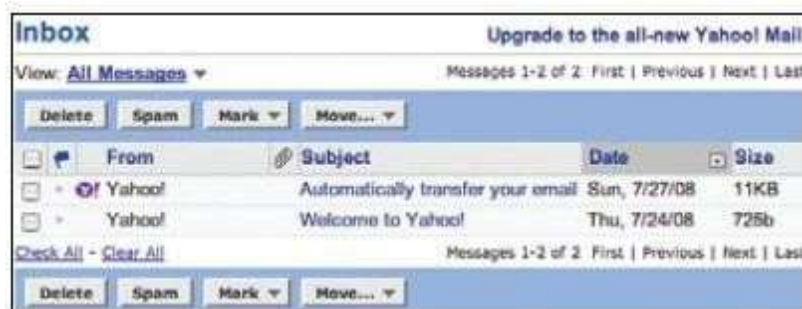 Inbox Upgrade to the all-new Yahoo! Mail
View: All Messages Messages 1-2 of 2 First | Previous | Next | Last
Delete Spam Mark Move...
From Subject Date Size
Y! Yahoo! Automatically transfer your email Sun, 7/27/08 11KB
Yahoo! Welcome to Yahoo! Thu, 7/24/08 725b
Check All - Clear All Messages 1-2 of 2 First | Previous | Next | Last
Delete Spam Mark Move...